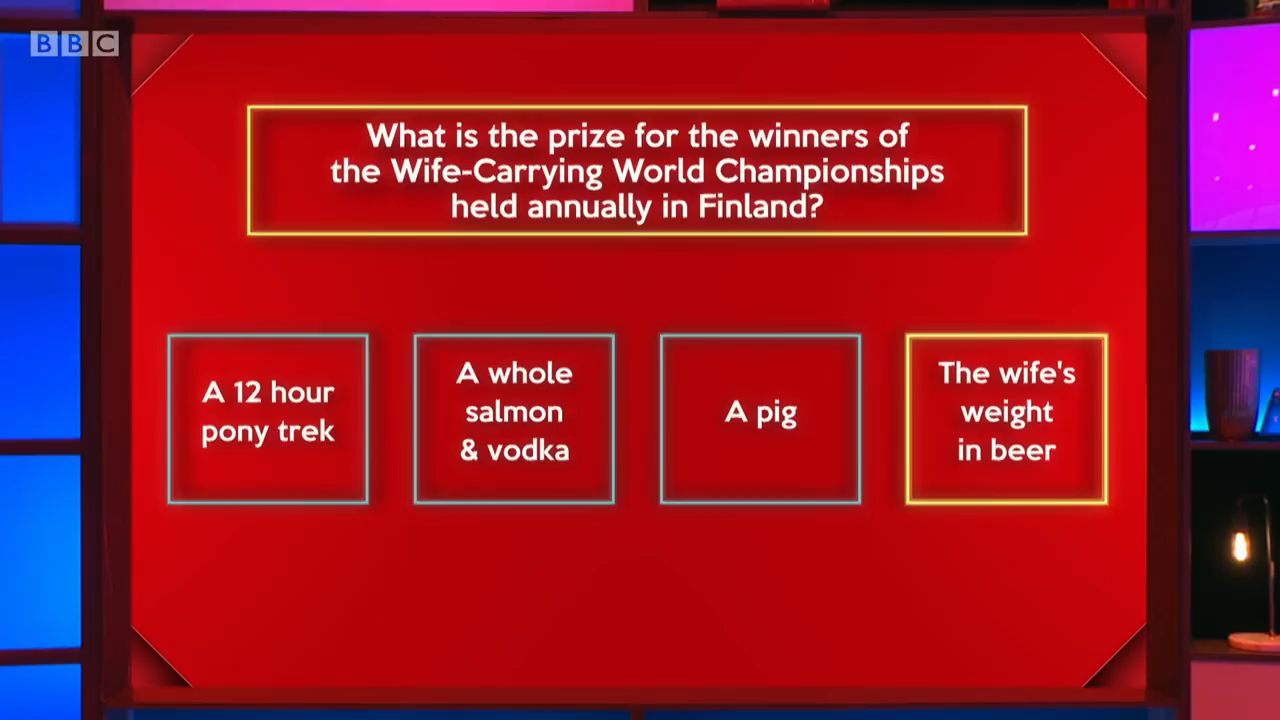 BBC
What is the prize for the winners of
the Wife-Carrying World Championships
held annually in Finland?
A 12 hour
pony trek
A whole
salmon
& vodka
A pig
The wife's
weight
in beer